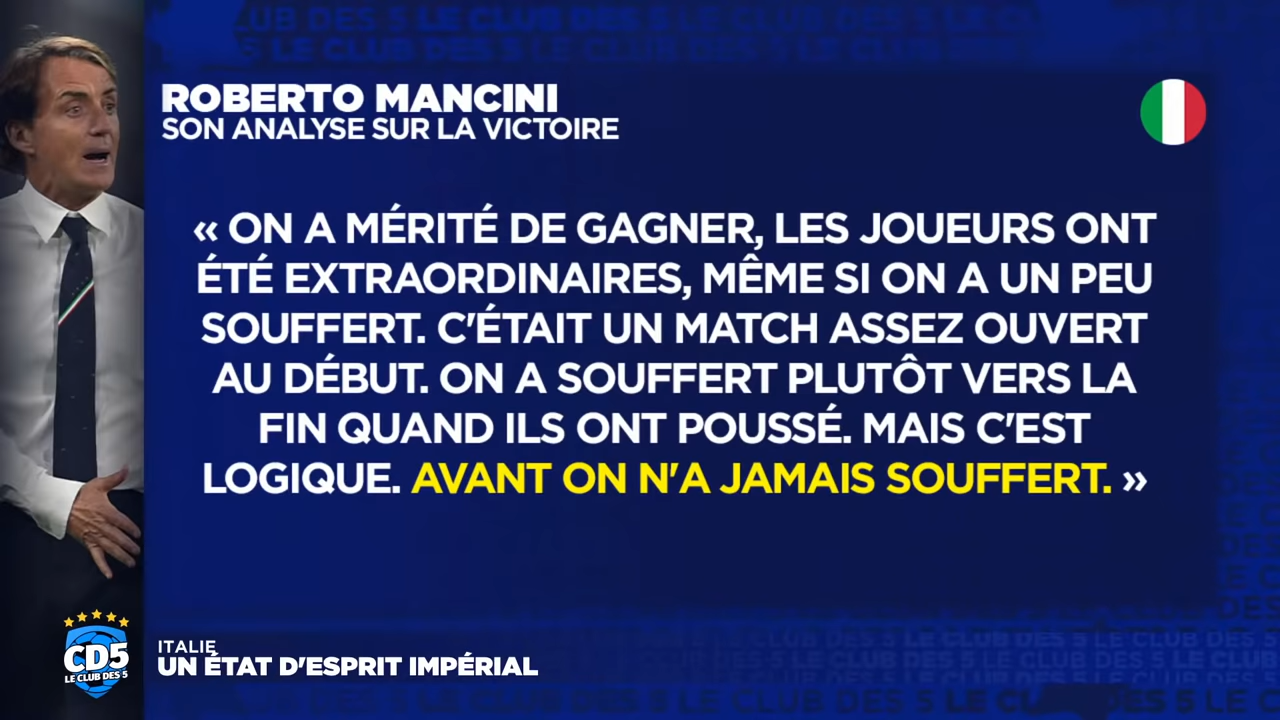 ROBERTO MANCINI
SON ANALYSE SUR LA VICTOIRE
« ON A MÉRITÉ DE GAGNER, LES JOUEURS ONT
ÉTÉ EXTRAORDINAIRES, MÊME SI ON A UN PEU
SOUFFERT. C'ÉTAIT UN MATCH ASSEZ OUVERT
AU DÉBUT. ON A SOUFFERT PLUTÔT VERS LA
FIN QUAND ILS ONT POUSSÉ. MAIS C'EST
LOGIQUE. AVANT ON N'A JAMAIS SOUFFERT. »
CD5
LE CLUB DES 5
ITALIE
UN ÉTAT D'ESPRIT IMPÉRIAL